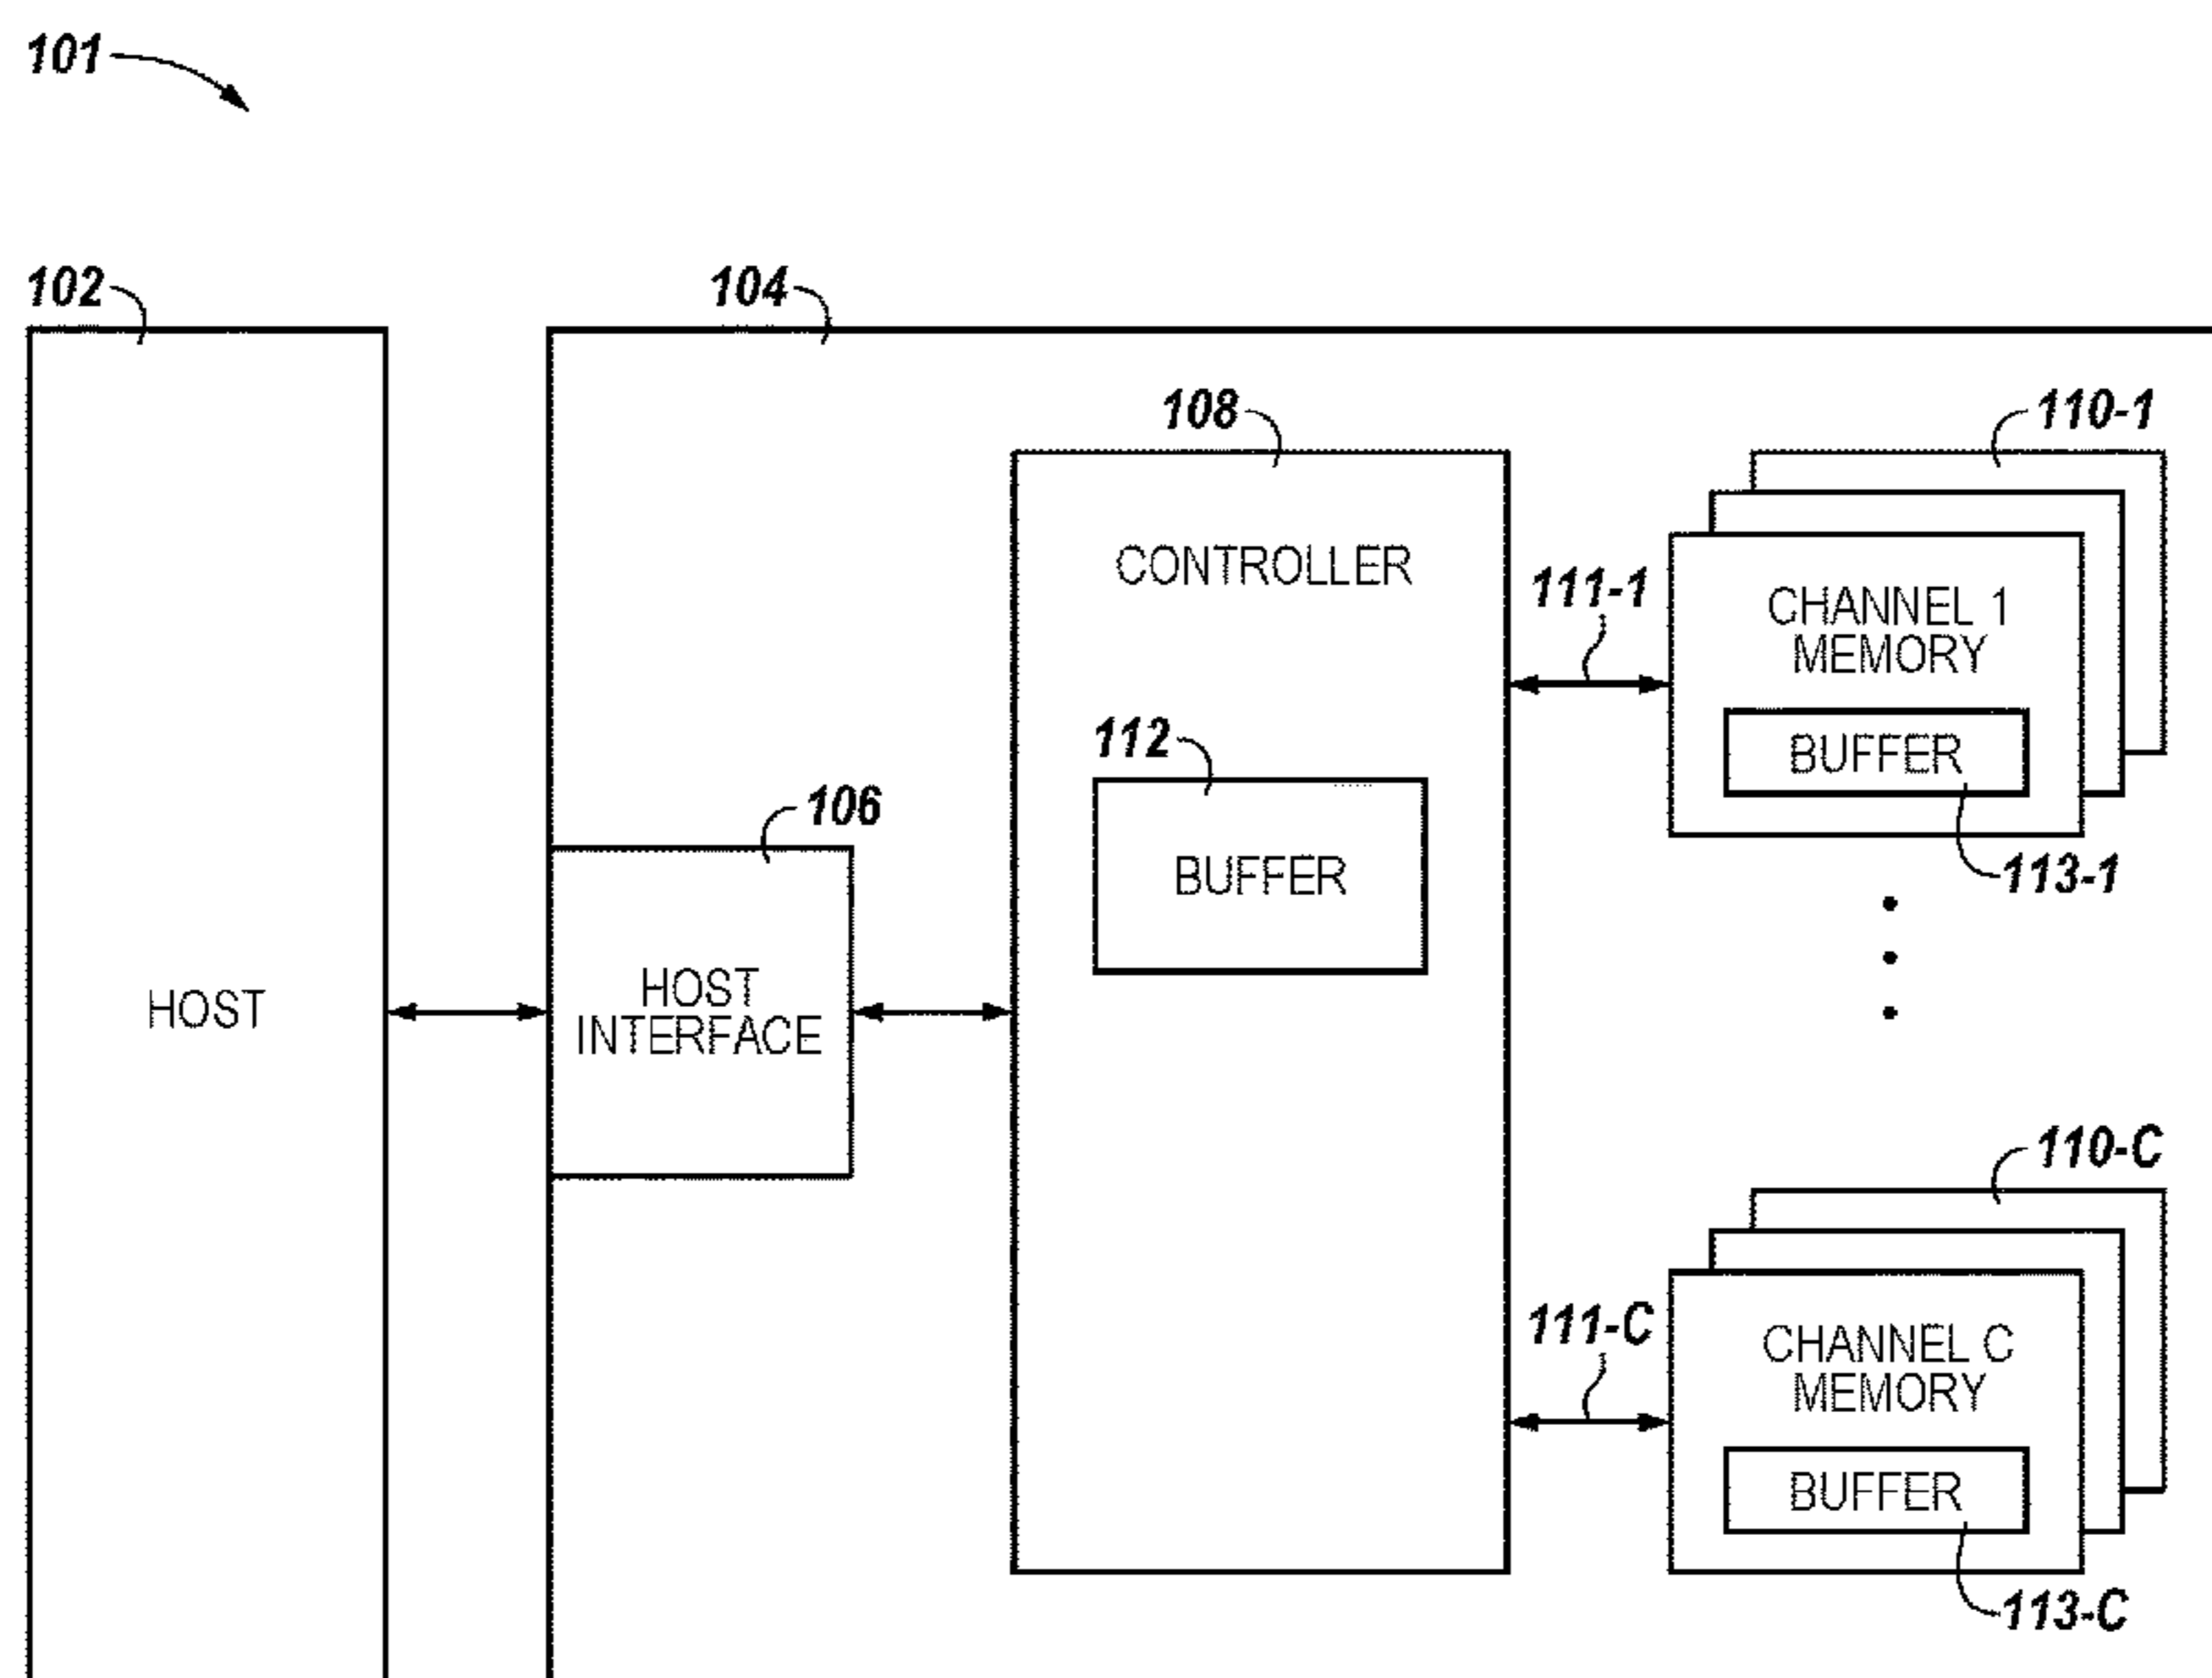 101
102
104
108
110-1
CONTROLLER
111-1
CHANNEL 1
MEMORY
112
BUFFER
106
BUFFER
113-1
HOST
HOST
INTERFACE
110-C
111-C
CHANNEL C
MEMORY
BUFFER
113-C